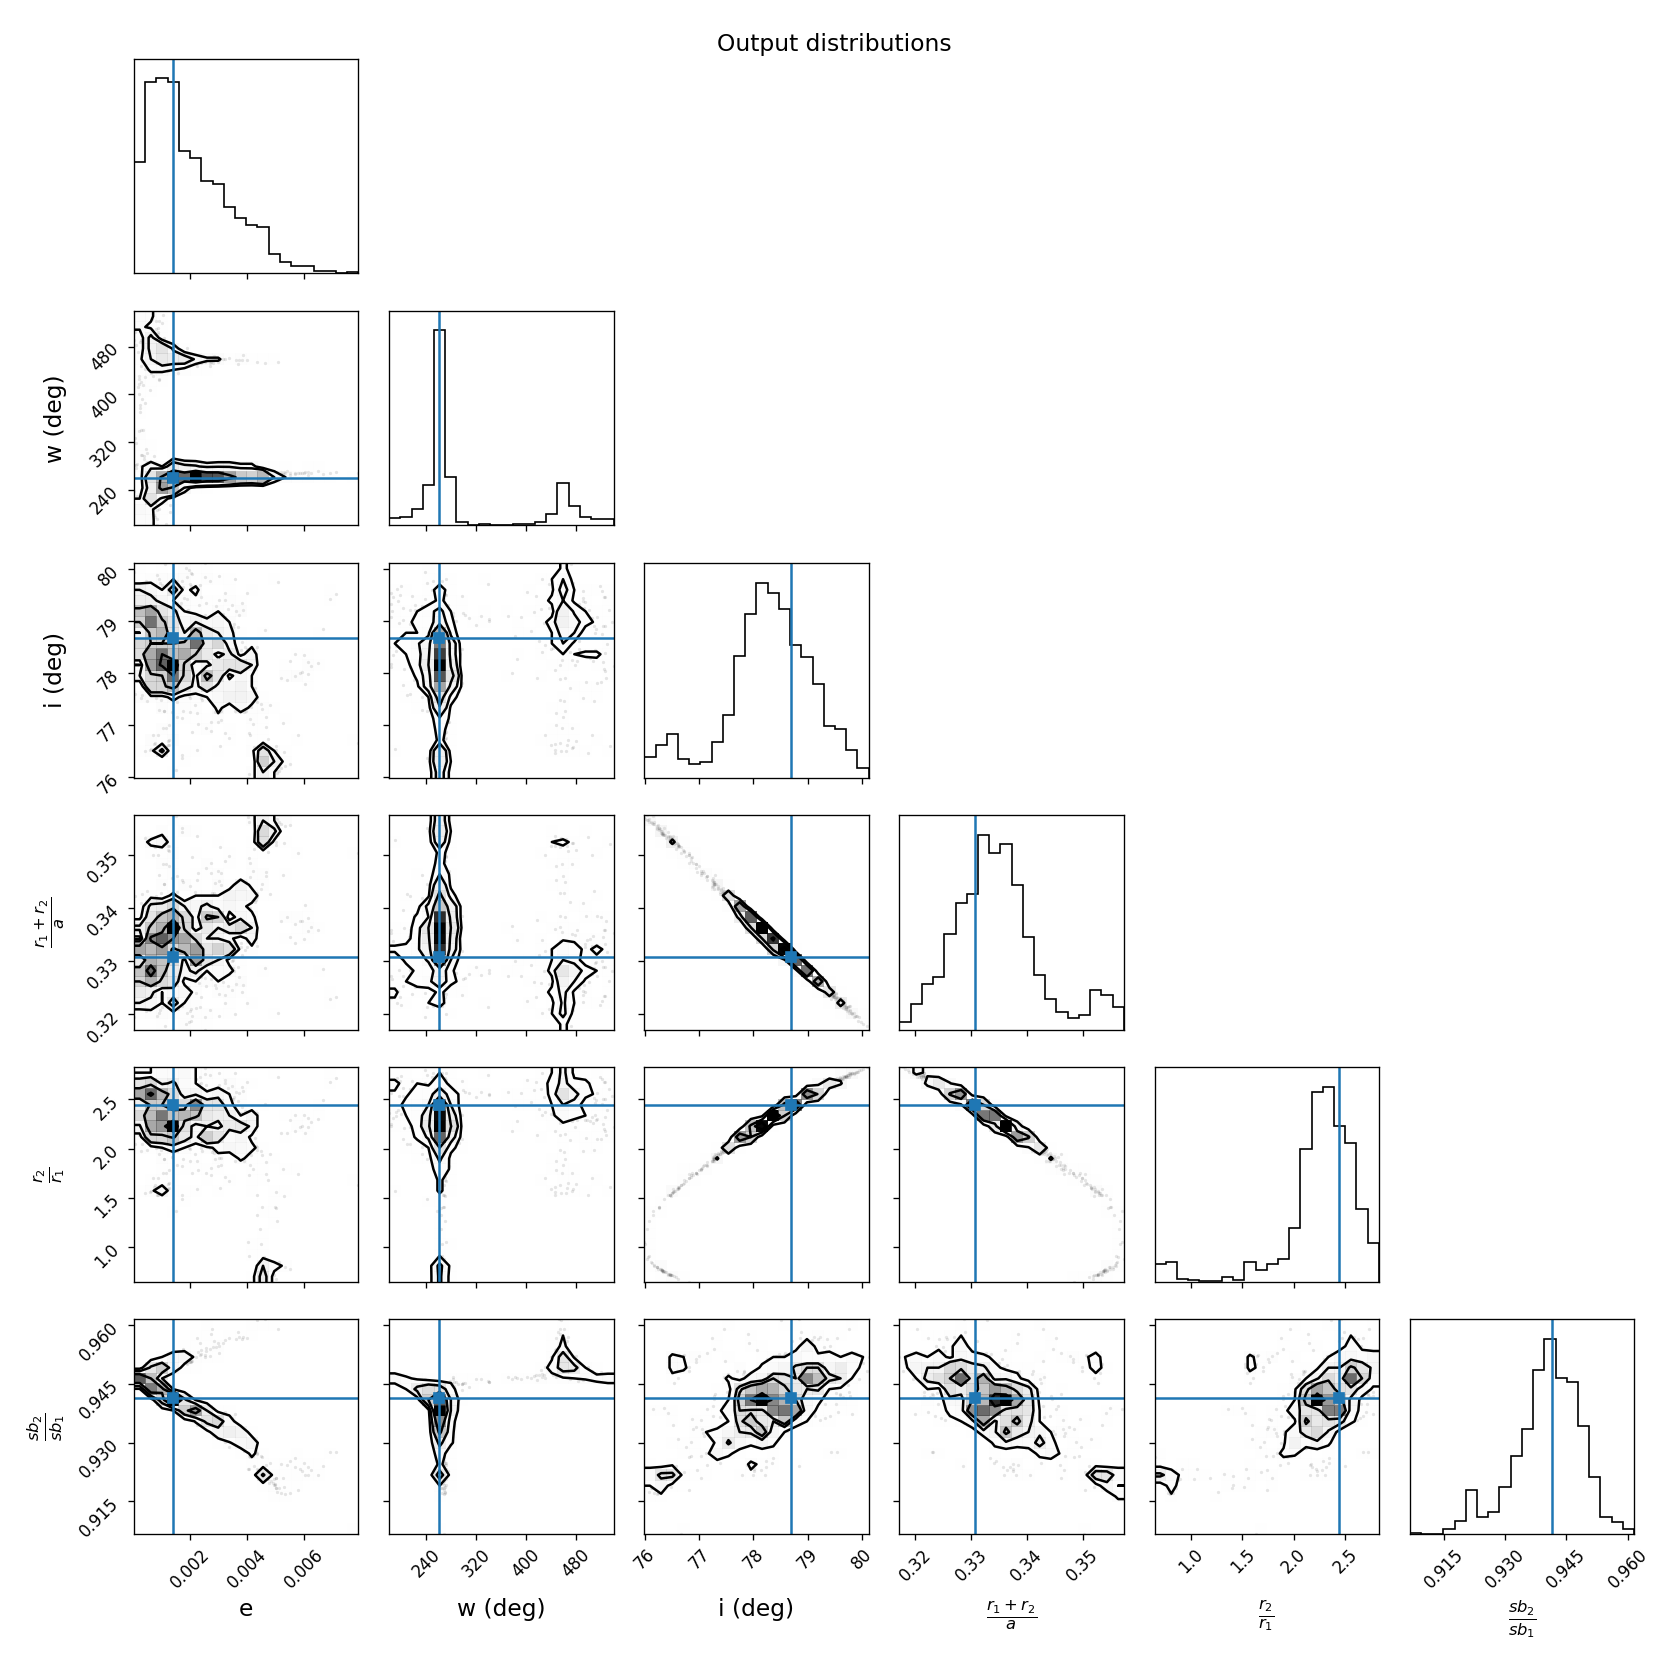 Output distributions
w (deg)
480
400
320
240
i (deg)
80
79
78
77
76
r₁ + r₂
a
0.35
0.34
0.33
0.32
r₂
r₁
2.5
2.0
1.5
1.0
sb₂
sb₁
0.960
0.945
0.930
0.915
0.002 0.004 0.006
240 320 400 480
76 77 78 79 80
0.32 0.33 0.34 0.35
1.0 1.5 2.0 2.5
0.915 0.930 0.945 0.960
e
w (deg)
i (deg)
r₁ + r₂
a
r₂
r₁
sb₂
sb₁